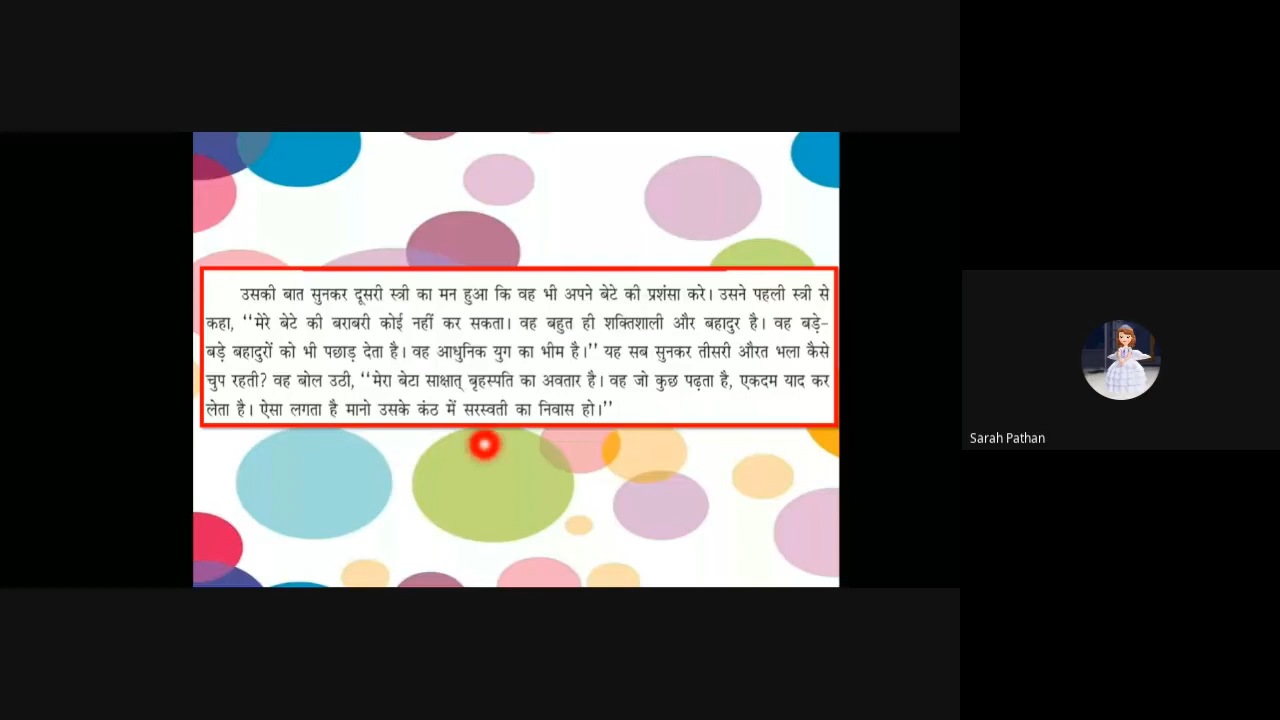 उसकी बात सुनकर दूसरी स्त्री का मन हुआ कि वह भी अपने बेटे की प्रशंसा करे। उसने पहली स्त्री से
कहा, ‘‘मेरे बेटे की बराबरी कोई नहीं कर सकता। वह बहुत ही शक्तिशाली और बहादुर है। वह बड़े-
बड़े बहादुरों को भी पछाड़ देता है। वह आधुनिक युग का भीम है।’’ यह सब सुनकर तीसरी औरत भला कैसे
चुप रहती? वह बोल उठी, ‘‘मेरा बेटा साक्षात् बृहस्पति का अवतार है। वह जो कुछ पढ़ता है, एकदम याद कर
लेता है। ऐसा लगता है मानो उसके कंठ में सरस्वती का निवास हो।’’
Sarah Pathan